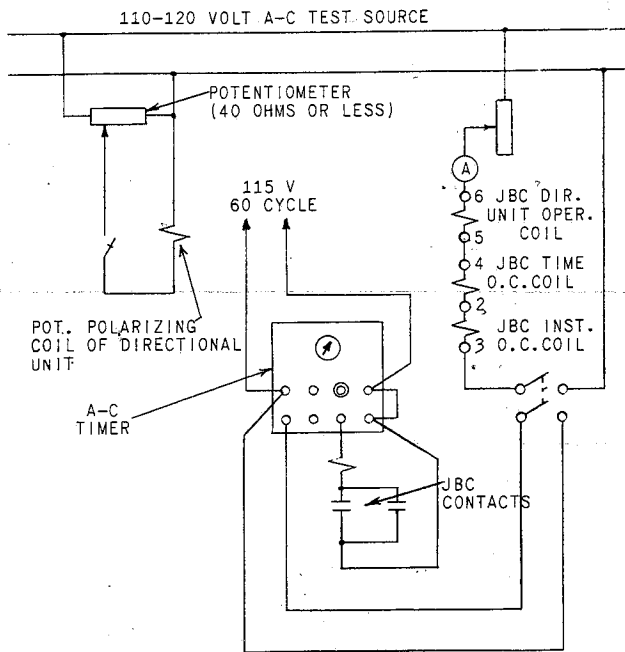 110-120 VOLT A-C TEST SOURCE
POTENTIOMETER
(40 OHMS OR LESS)
115 V
60 CYCLE
A
6 JBC DIR.
UNIT OPER.
COIL
5
4 JBC TIME
O.C.COIL
2
JBC INST.
3 O.C.COIL
POT. POLARIZING
COIL OF DIRECTIONAL
UNIT
A-C
TIMER
JBC
CONTACTS